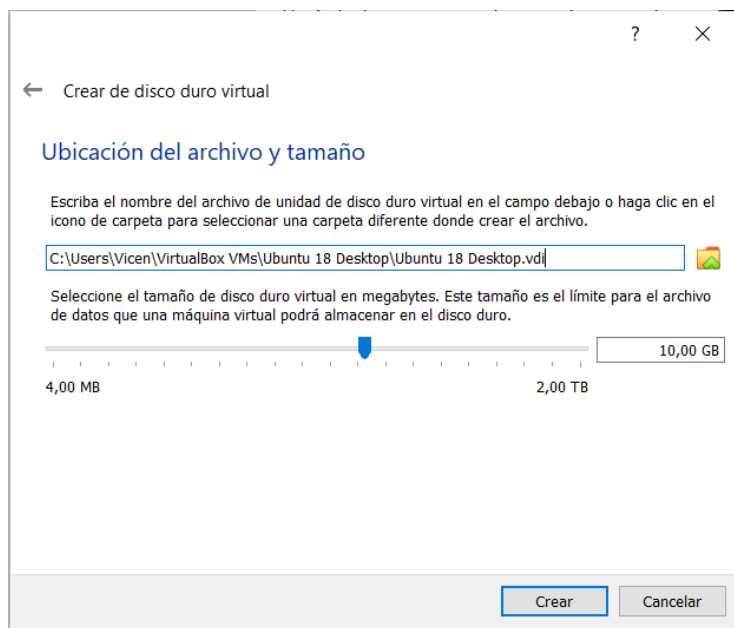 ?
Crear de disco duro virtual
Ubicación del archivo y tamaño
Escriba el nombre del archivo de unidad de disco duro virtual en el campo debajo o haga clic en el
icono de carpeta para seleccionar una carpeta diferente donde crear el archivo.
C:\Users\Vicen\VirtualBox VMs\Ubuntu 18 Desktop\Ubuntu 18 Desktop.vdi
Seleccione el tamaño de disco duro virtual en megabytes. Este tamaño es el límite para el archivo
de datos que una máquina virtual podrá almacenar en el disco duro.
10,00 GB
4,00 MB 2,00 TB
Crear Cancelar